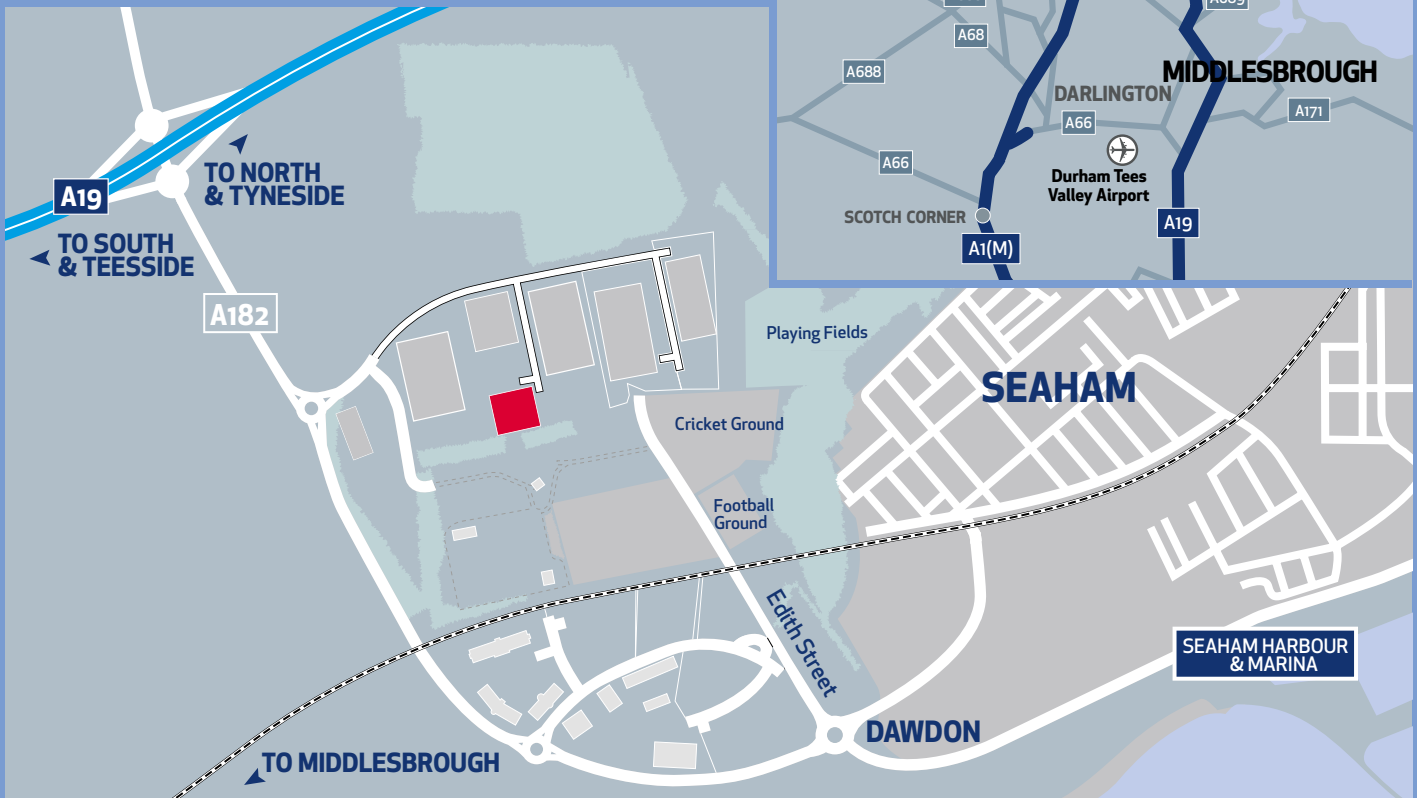 A68
A688
MIDDLESBROUGH
DARLINGTON
A171
A66
A66
Durham Tees
Valley Airport
SCOTCH CORNER
A19
A1(M)
TO NORTH
& TYNESIDE
A19
TO SOUTH
& TEESSIDE
A182
Playing Fields
SEAHAM
Cricket Ground
Football
Ground
Edith Street
SEAHAM HARBOUR
& MARINA
DAWDON
TO MIDDLESBROUGH